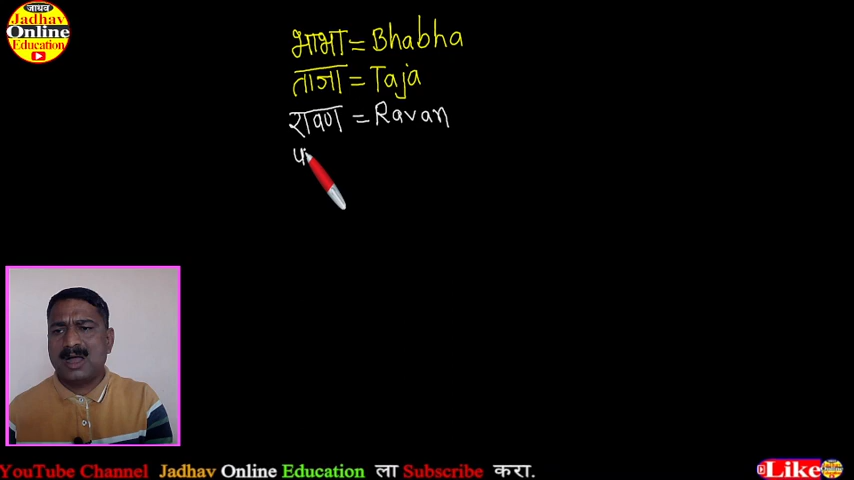 जाधव
Jadhav
Online
Education
भाभा = Bhabha
ताजा = Taja
रावण = Ravan
YouTube Channel Jadhav Online Education ला Subscribe करा.
Like